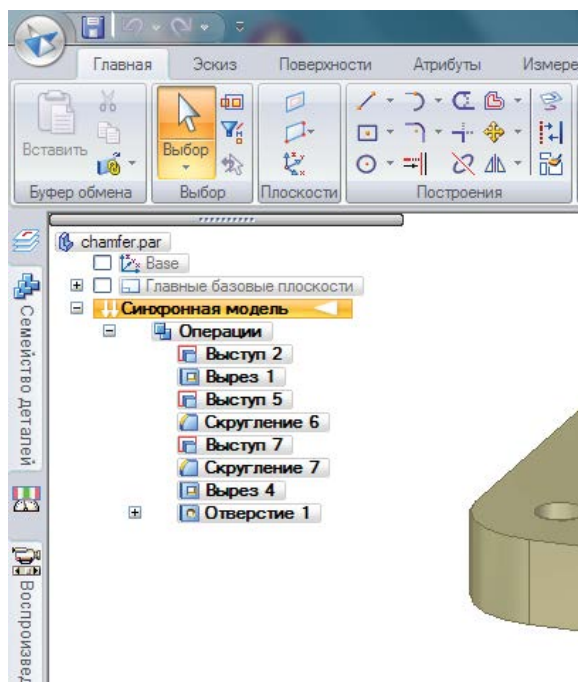 Главная Эскиз Поверхности Атрибуты Измере
Вставить
Выбор
Буфер обмена Выбор Плоскости Построения
chamfer.par
Base
Главные базовые плоскости
Синхронная модель
Операции
Выступ 2
Вырез 1
Выступ 5
Скругление 6
Выступ 7
Скругление 7
Вырез 4
Отверстие 1
Семейство деталей
Воспроизвед